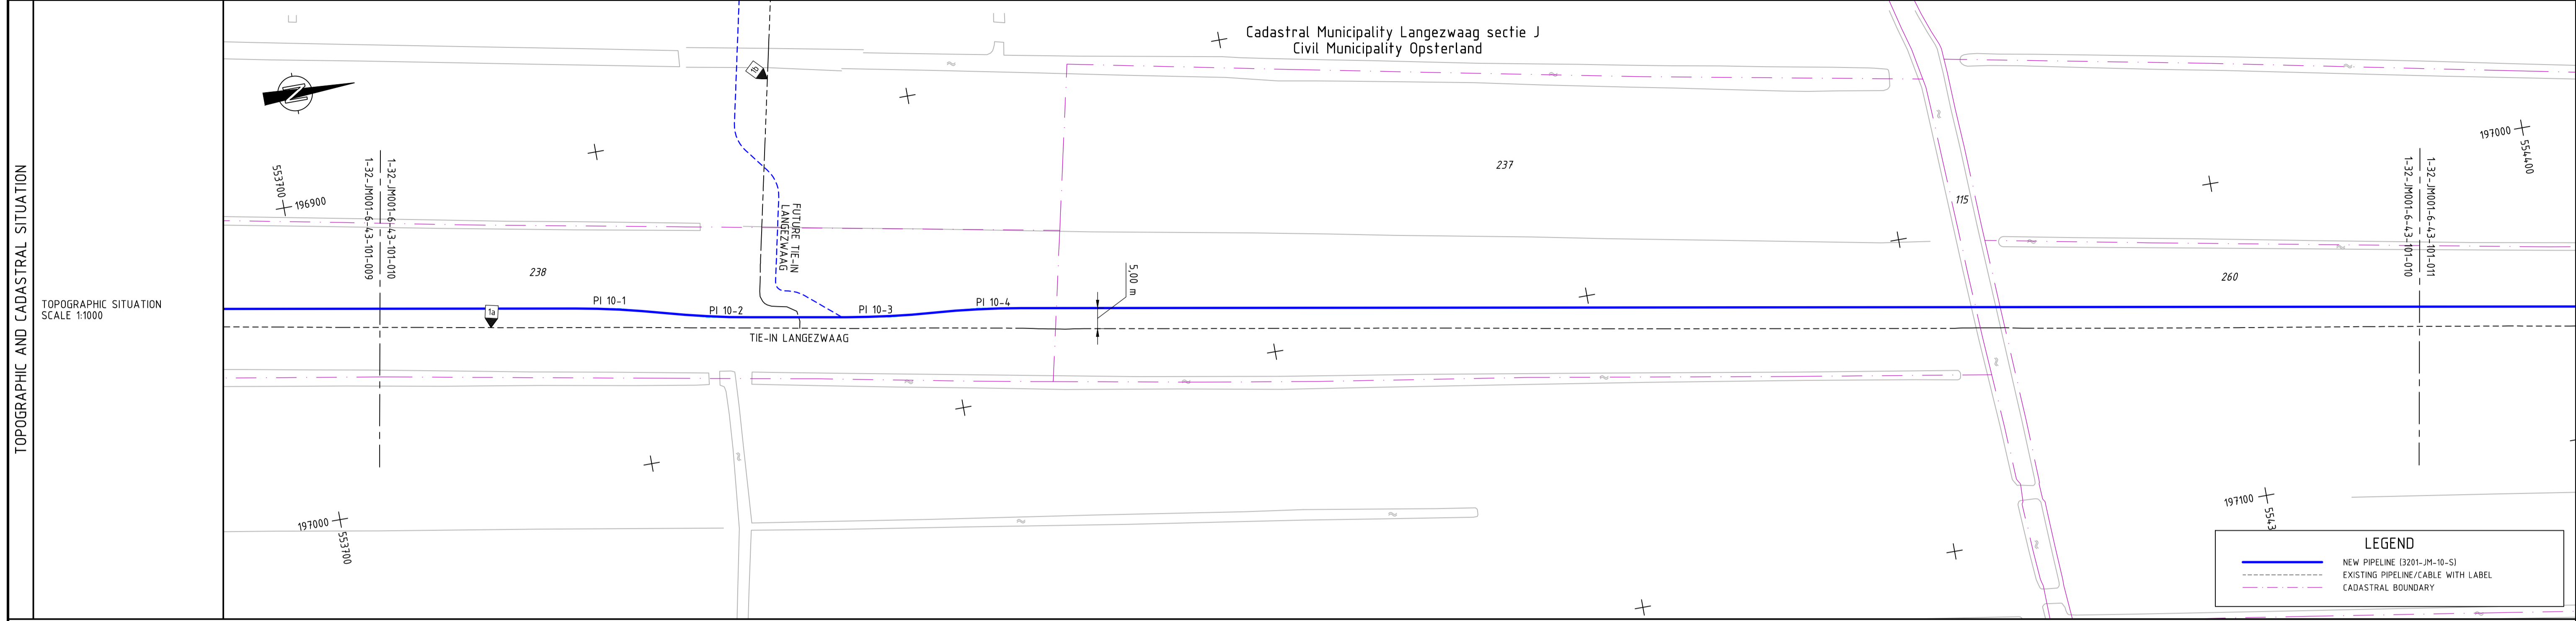 TOPOGRAPHIC AND CADASTRAL SITUATION
TOPOGRAPHIC SITUATION
SCALE 1:1000
Cadastral Municipality Langezwaag sectie J
Civil Municipality Opsterland
N
553700
196900
1-32-JM001-6-43-101-009
1-32-JM001-6-43-101-010
1b
FUTURE TIE-IN
LANGEZWAAG
237
115
238
260
1-32-JM001-6-43-101-010
1-32-JM001-6-43-101-011
197000
554400
1a
PI 10-1
PI 10-2
PI 10-3
PI 10-4
5,00 m
TIE-IN LANGEZWAAG
197000
553700
197100
5543
LEGEND
NEW PIPELINE (3201-JM-10-S)
EXISTING PIPELINE/CABLE WITH LABEL
CADASTRAL BOUNDARY